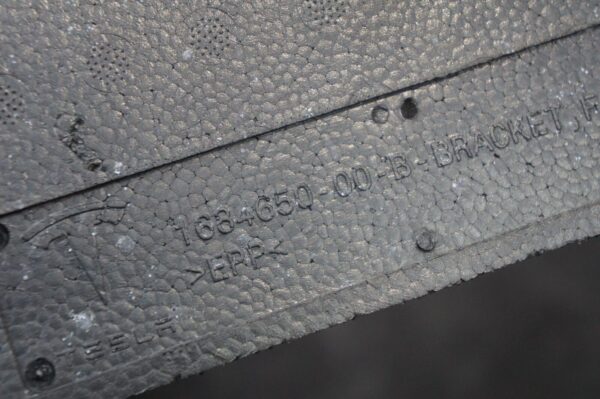 1684650-00-B - BRACKET, F
>EPP<
TESLA